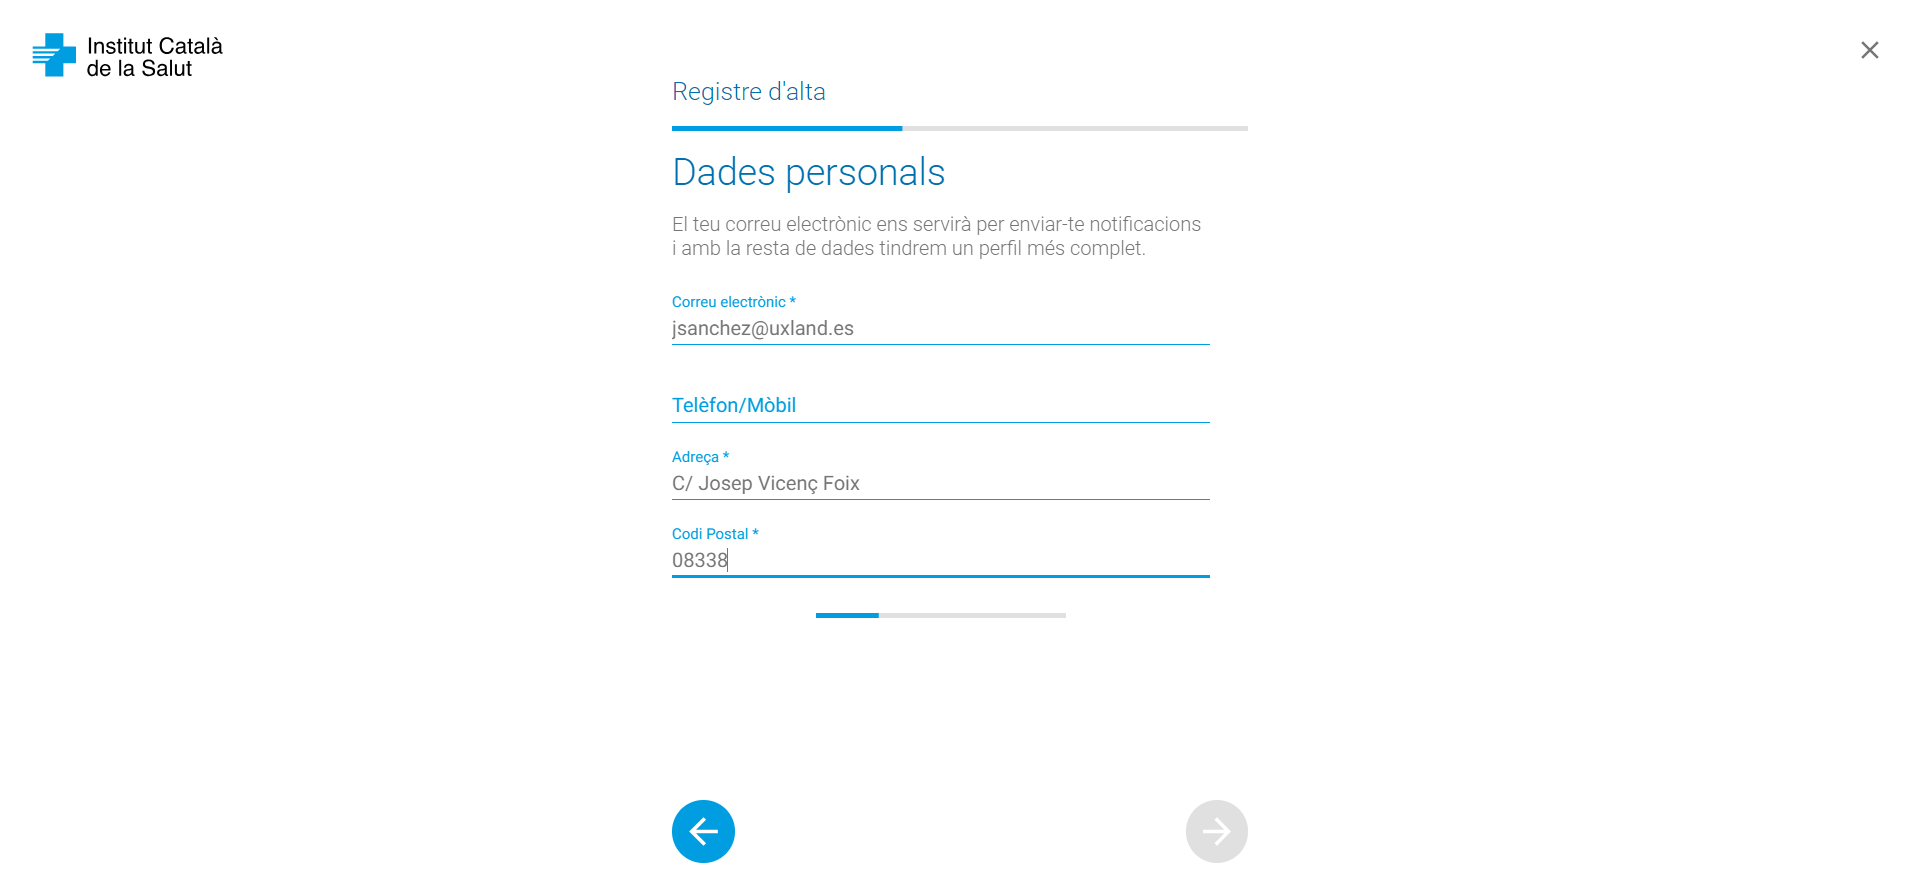 Institut Català
de la Salut
Registre d'alta
Dades personals
El teu correu electrònic ens servirà per enviar-te notificacions
i amb la resta de dades tindrem un perfil més complet.
Correu electrònic *
jsanchez@uxland.es
Telèfon/Mòbil
Adreça *
C/ Josep Vicenç Foix
Codi Postal *
08338